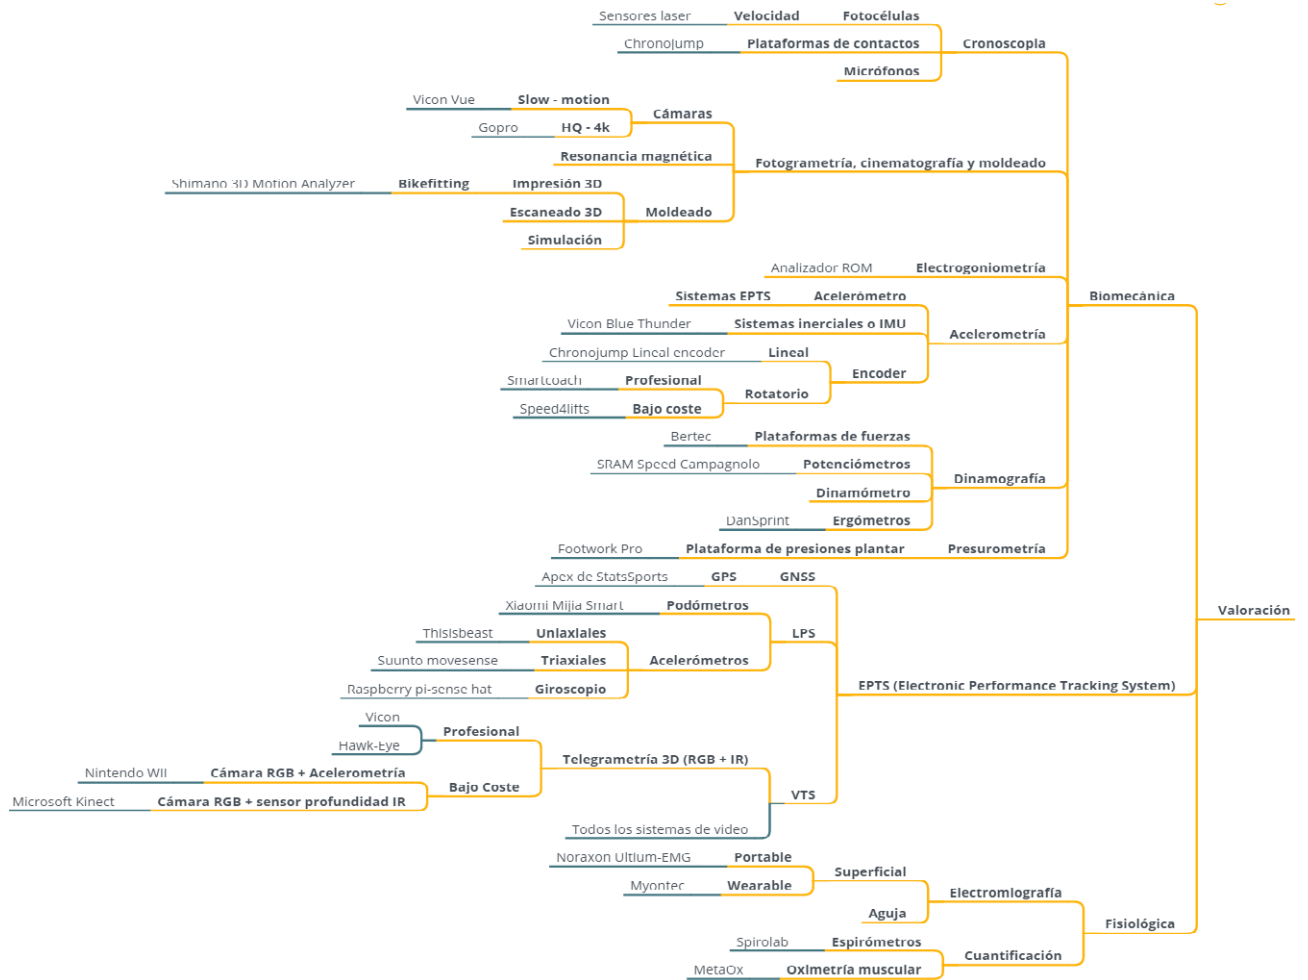 Sensores laser Velocidad Fotocélulas
Chronojump Plataformas de contactos Cronoscopia
Micrófonos
Vicon Vue Slow - motion
Cámaras
Gopro HQ - 4k
Resonancia magnética
Fotogrametría, cinematografía y moldeado
Shimano 3D Motion Analyzer Bikefitting Impresión 3D
Escaneado 3D Moldeado
Simulación
Analizador ROM Electrogoniometría
Sistemas EPTS Acelerómetro Biomecánica
Vicon Blue Thunder Sistemas inerciales o IMU
Acelerometría
Chronojump Lineal encoder Lineal
Encoder
Smartcoach Profesional
Rotatorio
Speed4lifts Bajo coste
Bertec Plataformas de fuerzas
SRAM Speed Campagnolo Potenciómetros
Dinamografía
Dinamómetro
DanSprint Ergómetros
Footwork Pro Plataforma de presiones plantar Presurometría
Apex de StatsSports GPS GNSS
Xiaomi Mijia Smart Podómetros
Valoración
Thisisbeast Uniaxiales LPS
Suunto movesense Triaxiales Acelerómetros
EPTS (Electronic Performance Tracking System)
Raspberry pi-sense hat Giroscopio
Vicon
Profesional
Hawk-Eye
Telegrametría 3D (RGB + IR)
Nintendo WII Cámara RGB + Acelerometría
Bajo Coste
VTS
Microsoft Kinect Cámara RGB + sensor profundidad IR
Todos los sistemas de video
Noraxon Ultium-EMG Portable
Superficial
Myontec Wearable
Electromiografía
Aguja
Fisiológica
Spirolab Espirómetros
Cuantificación
MetaOx Oximetría muscular